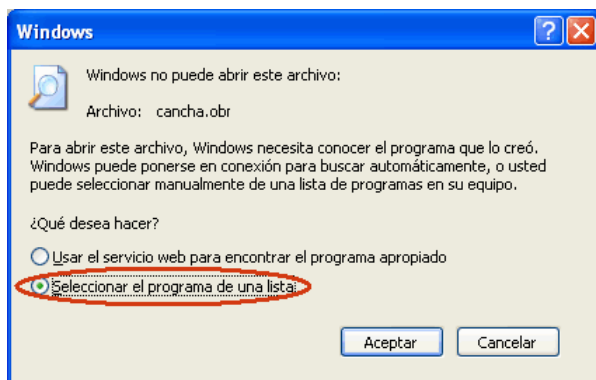 Windows
Windows no puede abrir este archivo:
Archivo: cancha.obr
Para abrir este archivo, Windows necesita conocer el programa que lo creó.
Windows puede ponerse en conexión para buscar automáticamente, o usted
puede seleccionar manualmente de una lista de programas en su equipo.
¿Qué desea hacer?
Usar el servicio web para encontrar el programa apropiado
Seleccionar el programa de una lista
Aceptar Cancelar